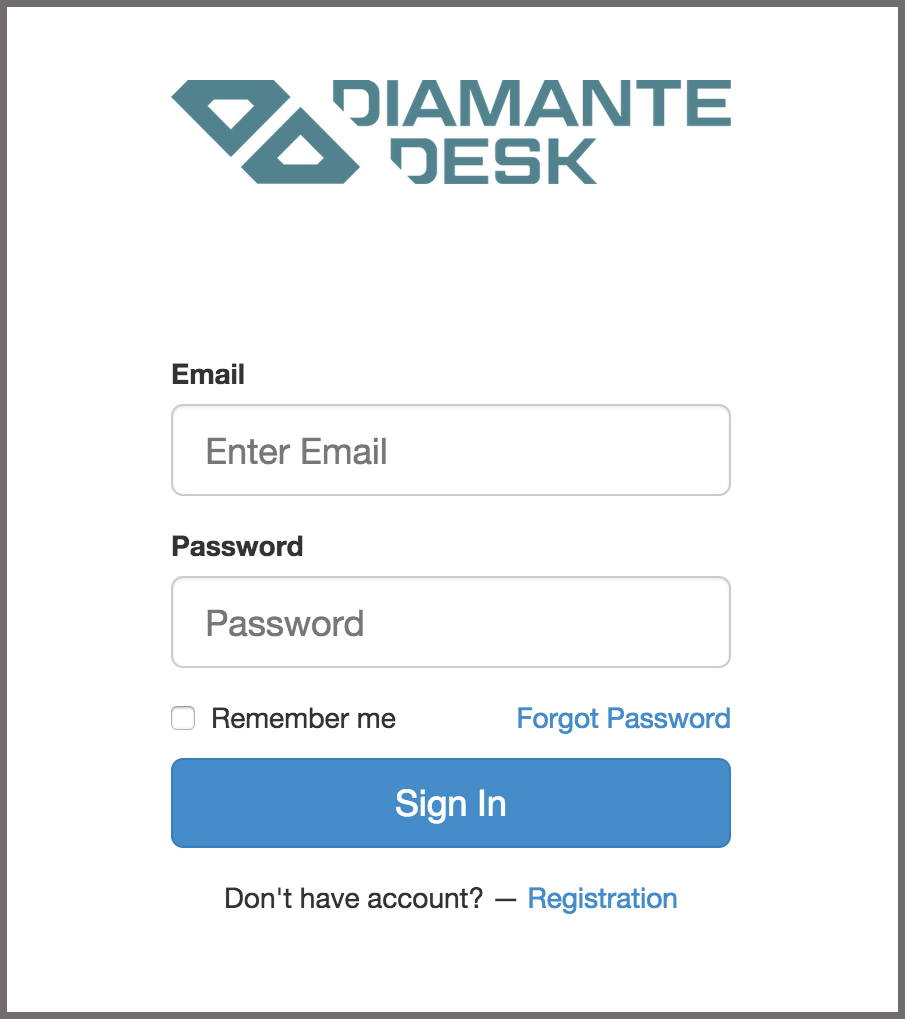 DIAMANTE
DESK
Email
Enter Email
Password
Password
Remember me Forgot Password
Sign In
Don't have account? — Registration